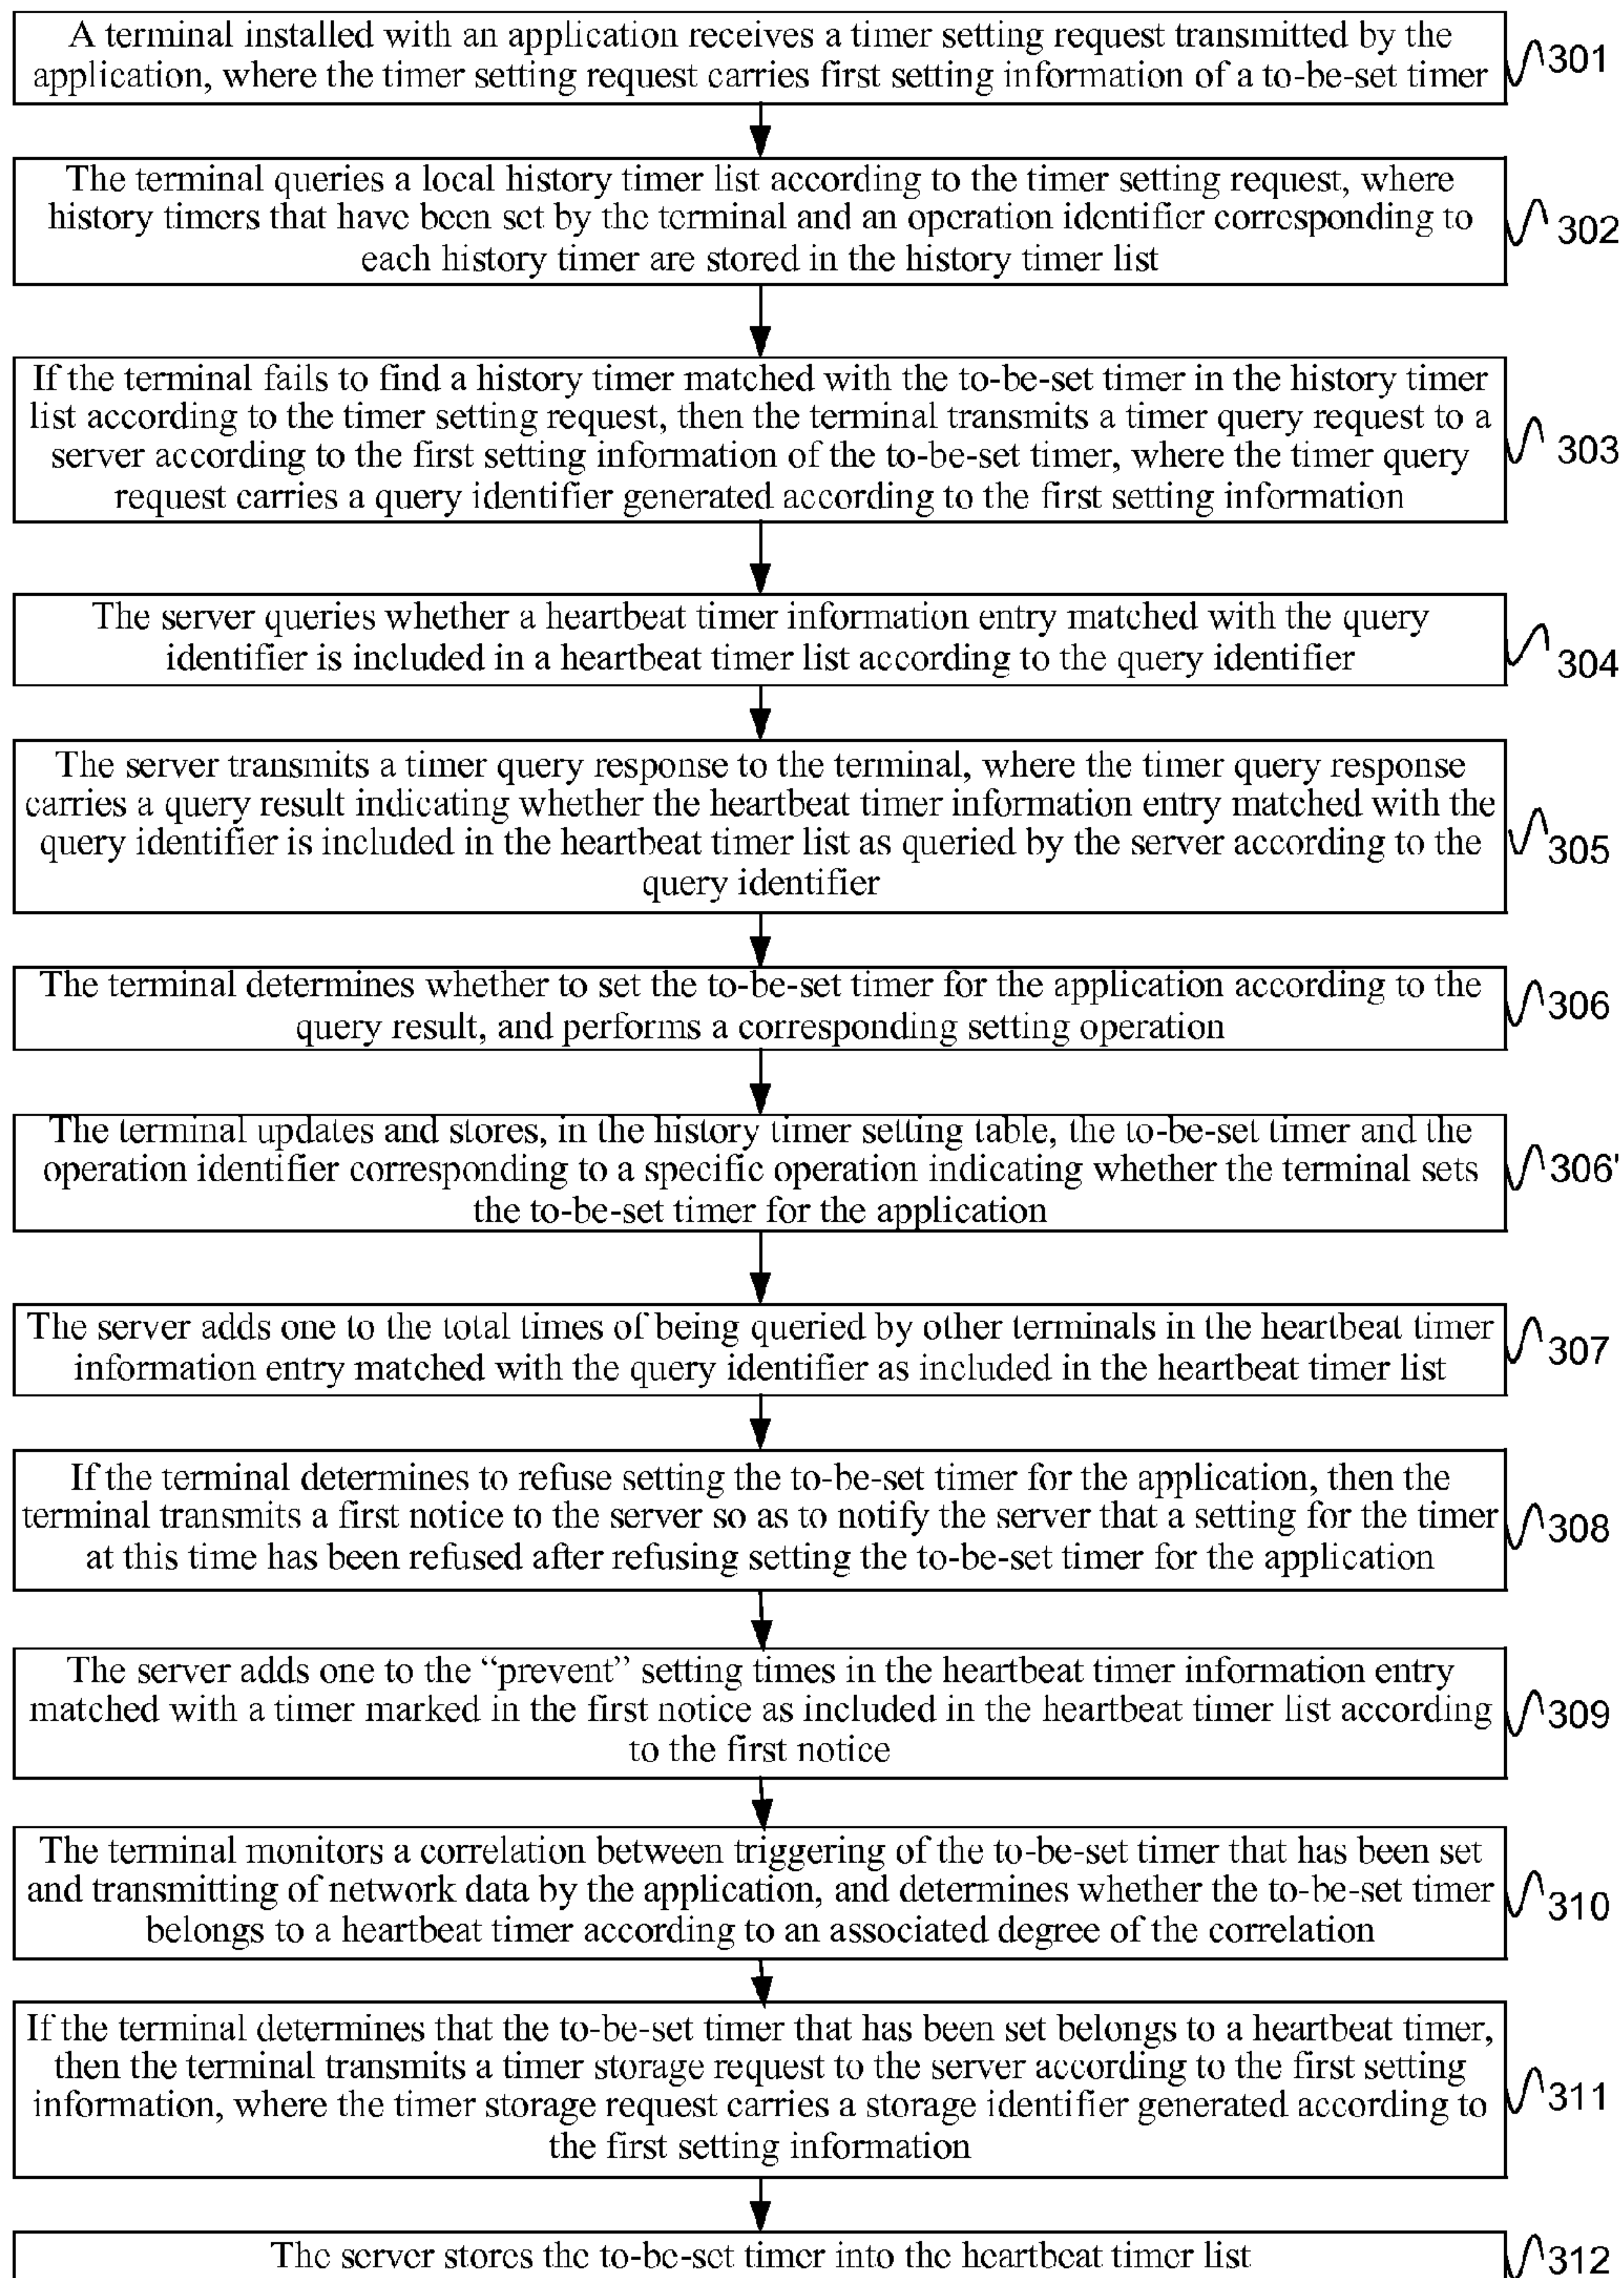 A terminal installed with an application receives a timer setting request transmitted by the
application, where the timer setting request carries first setting information of a to-be-set timer
301
The terminal queries a local history timer list according to the timer setting request, where
history timers that have been set by the terminal and an operation identifier corresponding to
each history timer are stored in the history timer list
302
If the terminal fails to find a history timer matched with the to-be-set timer in the history timer
list according to the timer setting request, then the terminal transmits a timer query request to a
server according to the first setting information of the to-be-set timer, where the timer query
request carries a query identifier generated according to the first setting information
303
The server queries whether a heartbeat timer information entry matched with the query
identifier is included in a heartbeat timer list according to the query identifier
304
The server transmits a timer query response to the terminal, where the timer query response
carries a query result indicating whether the heartbeat timer information entry matched with the
query identifier is included in the heartbeat timer list as queried by the server according to the
query identifier
305
The terminal determines whether to set the to-be-set timer for the application according to the
query result, and performs a corresponding setting operation
306
The terminal updates and stores, in the history timer setting table, the to-be-set timer and the
operation identifier corresponding to a specific operation indicating whether the terminal sets
the to-be-set timer for the application
306'
The server adds one to the total times of being queried by other terminals in the heartbeat timer
information entry matched with the query identifier as included in the heartbeat timer list
307
If the terminal determines to refuse setting the to-be-set timer for the application, then the
terminal transmits a first notice to the server so as to notify the server that a setting for the timer
at this time has been refused after refusing setting the to-be-set timer for the application
308
The server adds one to the “prevent” setting times in the heartbeat timer information entry
matched with a timer marked in the first notice as included in the heartbeat timer list according
to the first notice
309
The terminal monitors a correlation between triggering of the to-be-set timer that has been set
and transmitting of network data by the application, and determines whether the to-be-set timer
belongs to a heartbeat timer according to an associated degree of the correlation
310
If the terminal determines that the to-be-set timer that has been set belongs to a heartbeat timer,
then the terminal transmits a timer storage request to the server according to the first setting
information, where the timer storage request carries a storage identifier generated according to
the first setting information
311
The server stores the to-be-set timer into the heartbeat timer list
312